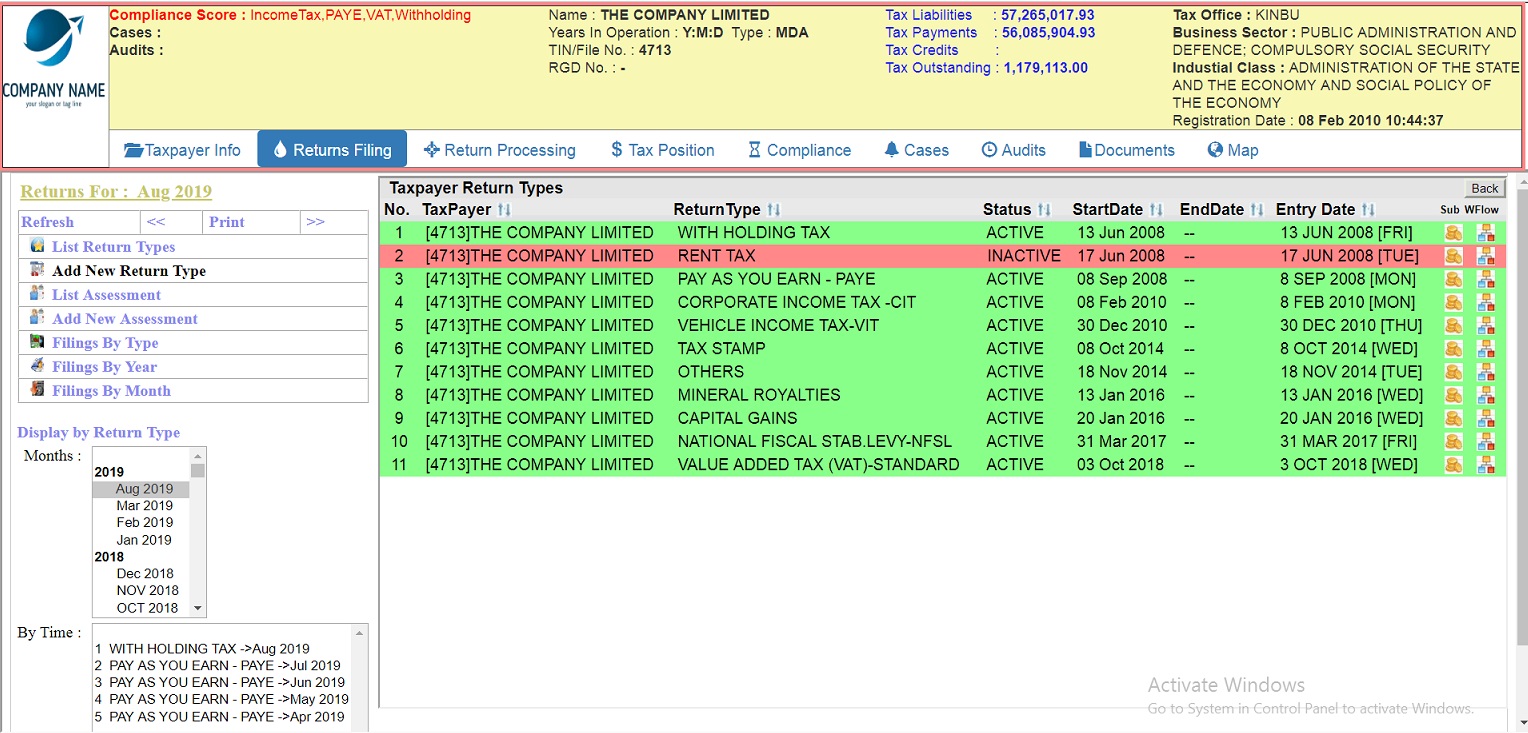 COMPANY NAME
your slogan or tag line
Compliance Score : IncomeTax,PAYE,VAT,Withholding
Cases :
Audits :
Name : THE COMPANY LIMITED
Years In Operation : Y:M:D Type : MDA
TIN/File No. : 4713
RGD No. : -
Tax Liabilities : 57,265,017.93
Tax Payments : 56,085,904.93
Tax Credits :
Tax Outstanding : 1,179,113.00
Tax Office : KINBU
Business Sector : PUBLIC ADMINISTRATION AND
DEFENCE; COMPULSORY SOCIAL SECURITY
Industial Class : ADMINISTRATION OF THE STATE
AND THE ECONOMY AND SOCIAL POLICY OF
THE ECONOMY
Registration Date : 08 Feb 2010 10:44:37
Taxpayer Info Returns Filing Return Processing $ Tax Position Compliance Cases Audits Documents Map
Returns For : Aug 2019
Refresh << Print >>
List Return Types
Add New Return Type
List Assessment
Add New Assessment
Filings By Type
Filings By Year
Filings By Month
Display by Return Type
Months :
2019
Aug 2019
Mar 2019
Feb 2019
Jan 2019
2018
Dec 2018
NOV 2018
OCT 2018
By Time :
1 WITH HOLDING TAX ->Aug 2019
2 PAY AS YOU EARN - PAYE ->Jul 2019
3 PAY AS YOU EARN - PAYE ->Jun 2019
4 PAY AS YOU EARN - PAYE ->May 2019
5 PAY AS YOU EARN - PAYE ->Apr 2019
Taxpayer Return Types Back
No. TaxPayer ReturnType Status StartDate EndDate Entry Date Sub WFlow
1 [4713]THE COMPANY LIMITED WITH HOLDING TAX ACTIVE 13 Jun 2008 -- 13 JUN 2008 [FRI]
2 [4713]THE COMPANY LIMITED RENT TAX INACTIVE 17 Jun 2008 -- 17 JUN 2008 [TUE]
3 [4713]THE COMPANY LIMITED PAY AS YOU EARN - PAYE ACTIVE 08 Sep 2008 -- 8 SEP 2008 [MON]
4 [4713]THE COMPANY LIMITED CORPORATE INCOME TAX -CIT ACTIVE 08 Feb 2010 -- 8 FEB 2010 [MON]
5 [4713]THE COMPANY LIMITED VEHICLE INCOME TAX-VIT ACTIVE 30 Dec 2010 -- 30 DEC 2010 [THU]
6 [4713]THE COMPANY LIMITED TAX STAMP ACTIVE 08 Oct 2014 -- 8 OCT 2014 [WED]
7 [4713]THE COMPANY LIMITED OTHERS ACTIVE 18 Nov 2014 -- 18 NOV 2014 [TUE]
8 [4713]THE COMPANY LIMITED MINERAL ROYALTIES ACTIVE 13 Jan 2016 -- 13 JAN 2016 [WED]
9 [4713]THE COMPANY LIMITED CAPITAL GAINS ACTIVE 20 Jan 2016 -- 20 JAN 2016 [WED]
10 [4713]THE COMPANY LIMITED NATIONAL FISCAL STAB.LEVY-NFSL ACTIVE 31 Mar 2017 -- 31 MAR 2017 [FRI]
11 [4713]THE COMPANY LIMITED VALUE ADDED TAX (VAT)-STANDARD ACTIVE 03 Oct 2018 -- 3 OCT 2018 [WED]
Activate Windows
Go to System in Control Panel to activate Windows.